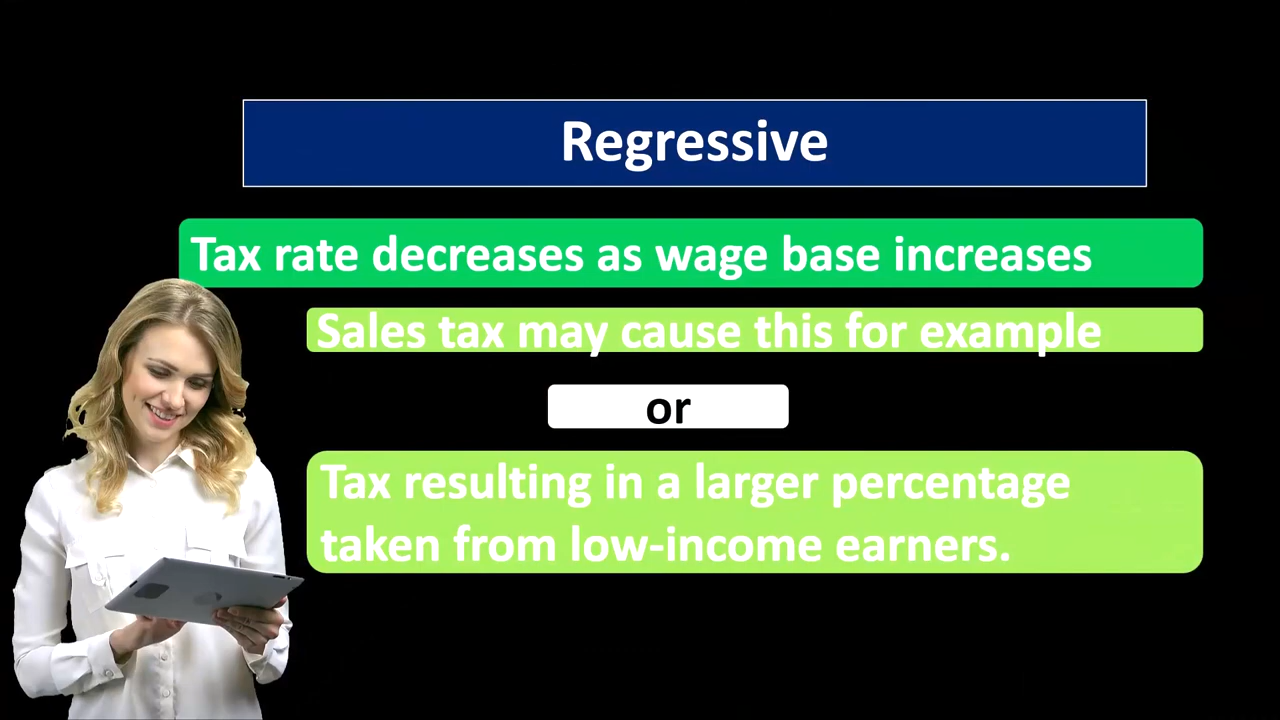 Regressive
Tax rate decreases as wage base increases
Sales tax may cause this for example
or
Tax resulting in a larger percentage
taken from low-income earners.